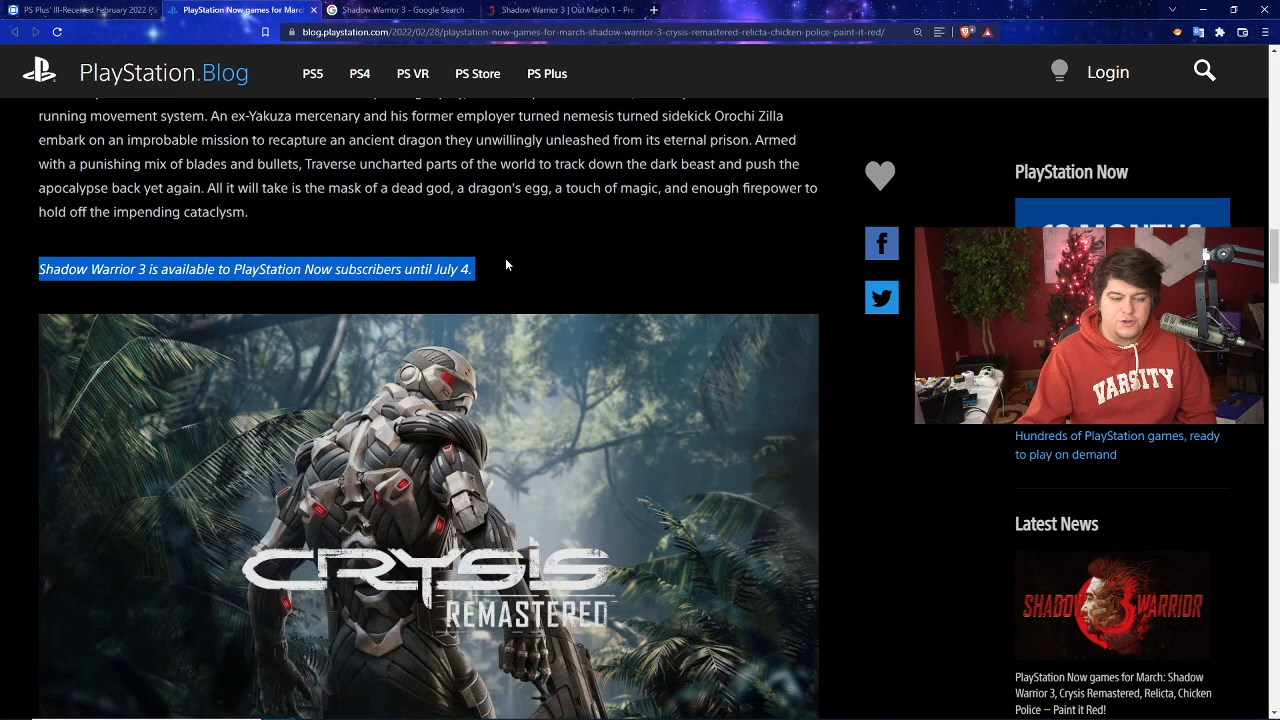 PS Plus' Ill-Received February 2022 PS
PlayStation Now games for March
Shadow Warrior 3 - Google Search
Shadow Warrior 3 | Out March 1 - Pre
blog.playstation.com/2022/02/28/playstation-now-games-for-march-shadow-warrior-3-crysis-remastered-relicta-chicken-police-paint-it-red/
PlayStation.Blog
PS5
PS4
PS VR
PS Store
PS Plus
Login
running movement system. An ex-Yakuza mercenary and his former employer turned nemesis turned sidekick Orochi Zilla
embark on an improbable mission to recapture an ancient dragon they unwillingly unleashed from its eternal prison. Armed
with a punishing mix of blades and bullets, Traverse uncharted parts of the world to track down the dark beast and push the
apocalypse back yet again. All it will take is the mask of a dead god, a dragon's egg, a touch of magic, and enough firepower to
hold off the impending cataclysm.
Shadow Warrior 3 is available to PlayStation Now subscribers until July 4.
CRYSIS
REMASTERED
PlayStation Now
12 MONTHS
VARSITY
Hundreds of PlayStation games, ready
to play on demand
Latest News
SHADOW WARRIOR
3
PlayStation Now games for March: Shadow
Warrior 3, Crysis Remastered, Relicta, Chicken
Police – Paint it Red!